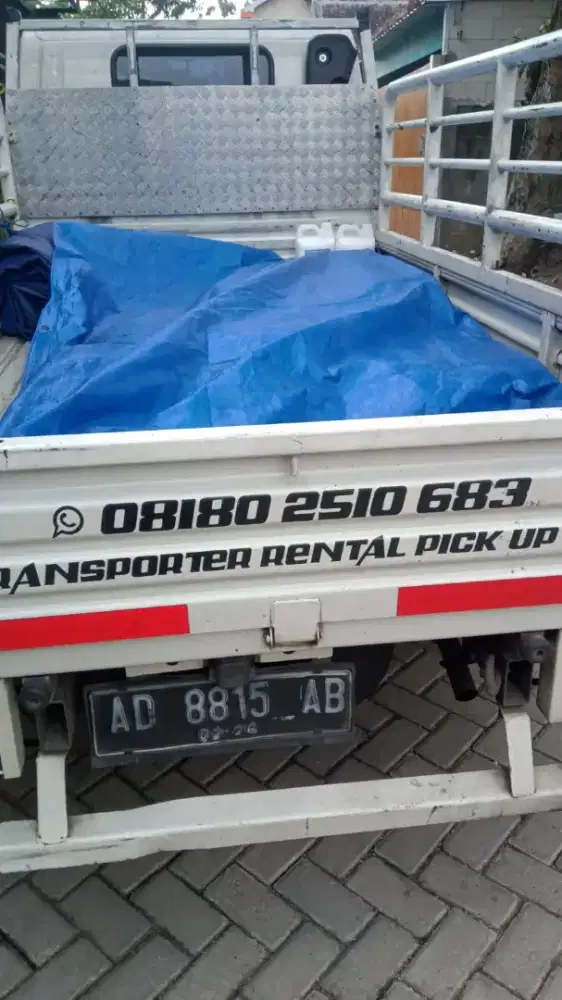 08180 2510 683
RANSPORTER RENTAL PICK UP
AD 8815 AB